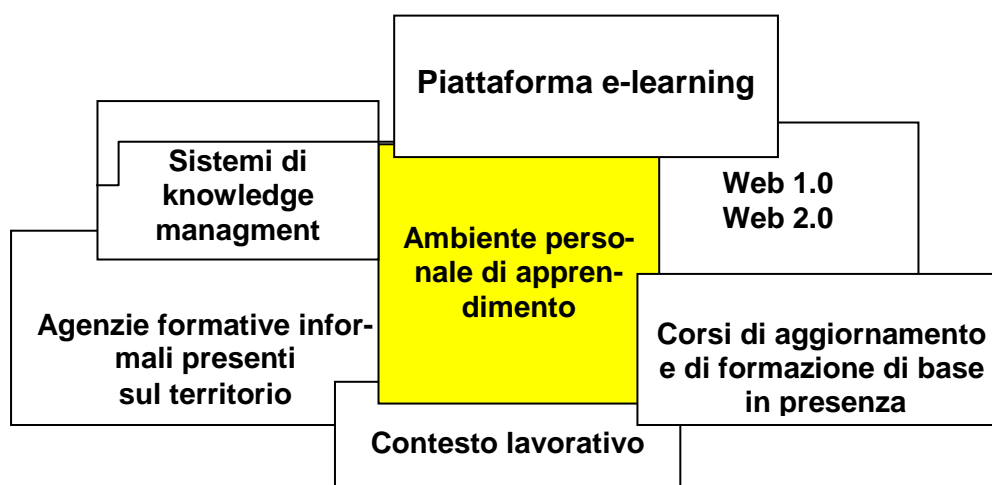 Piattaforma e-learning
Sistemi di
knowledge
managment
Web 1.0
Web 2.0
Ambiente perso-
nale di appren-
dimento
Agenzie formative infor-
mali presenti
sul territorio
Corsi di aggiornamento
e di formazione di base
in presenza
Contesto lavorativo